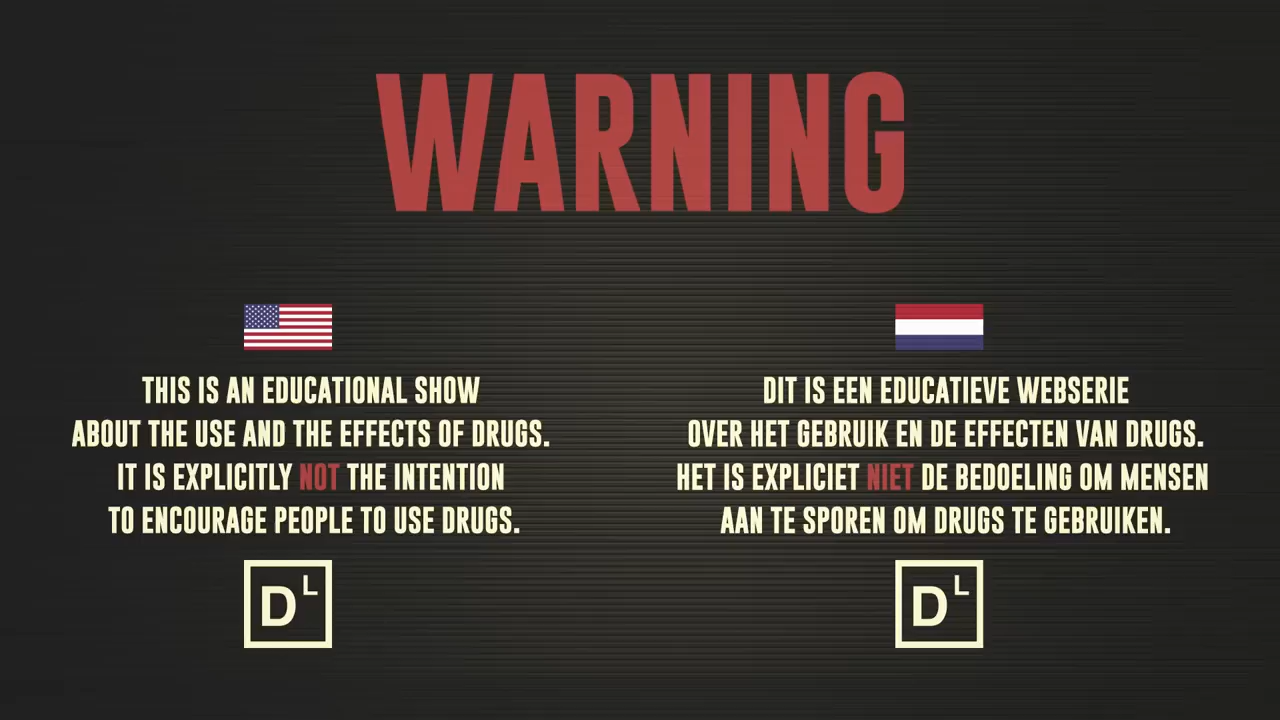 WARNING
THIS IS AN EDUCATIONAL SHOW
ABOUT THE USE AND THE EFFECTS OF DRUGS.
IT IS EXPLICITLY NOT THE INTENTION
TO ENCOURAGE PEOPLE TO USE DRUGS.
DL
DIT IS EEN EDUCATIEVE WEBSERIE
OVER HET GEBRUIK EN DE EFFECTEN VAN DRUGS.
HET IS EXPLICIET NIET DE BEDOELING OM MENSEN
AAN TE SPOREN OM DRUGS TE GEBRUIKEN.
DL